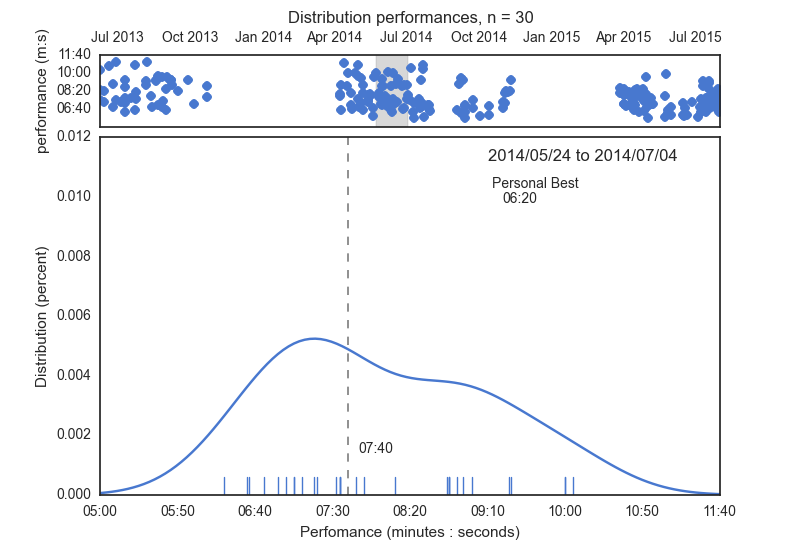 Distribution performances, n = 30
Jul 2013 Oct 2013 Jan 2014 Apr 2014 Jul 2014 Oct 2014 Jan 2015 Apr 2015 Jul 2015
performance (m:s)
11:40
10:00
08:20
06:40
Distribution (percent)
0.012
0.010
0.008
0.006
0.004
0.002
0.000
2014/05/24 to 2014/07/04
Personal Best
06:20
07:40
05:00 05:50 06:40 07:30 08:20 09:10 10:00 10:50 11:40
Perfomance (minutes : seconds)